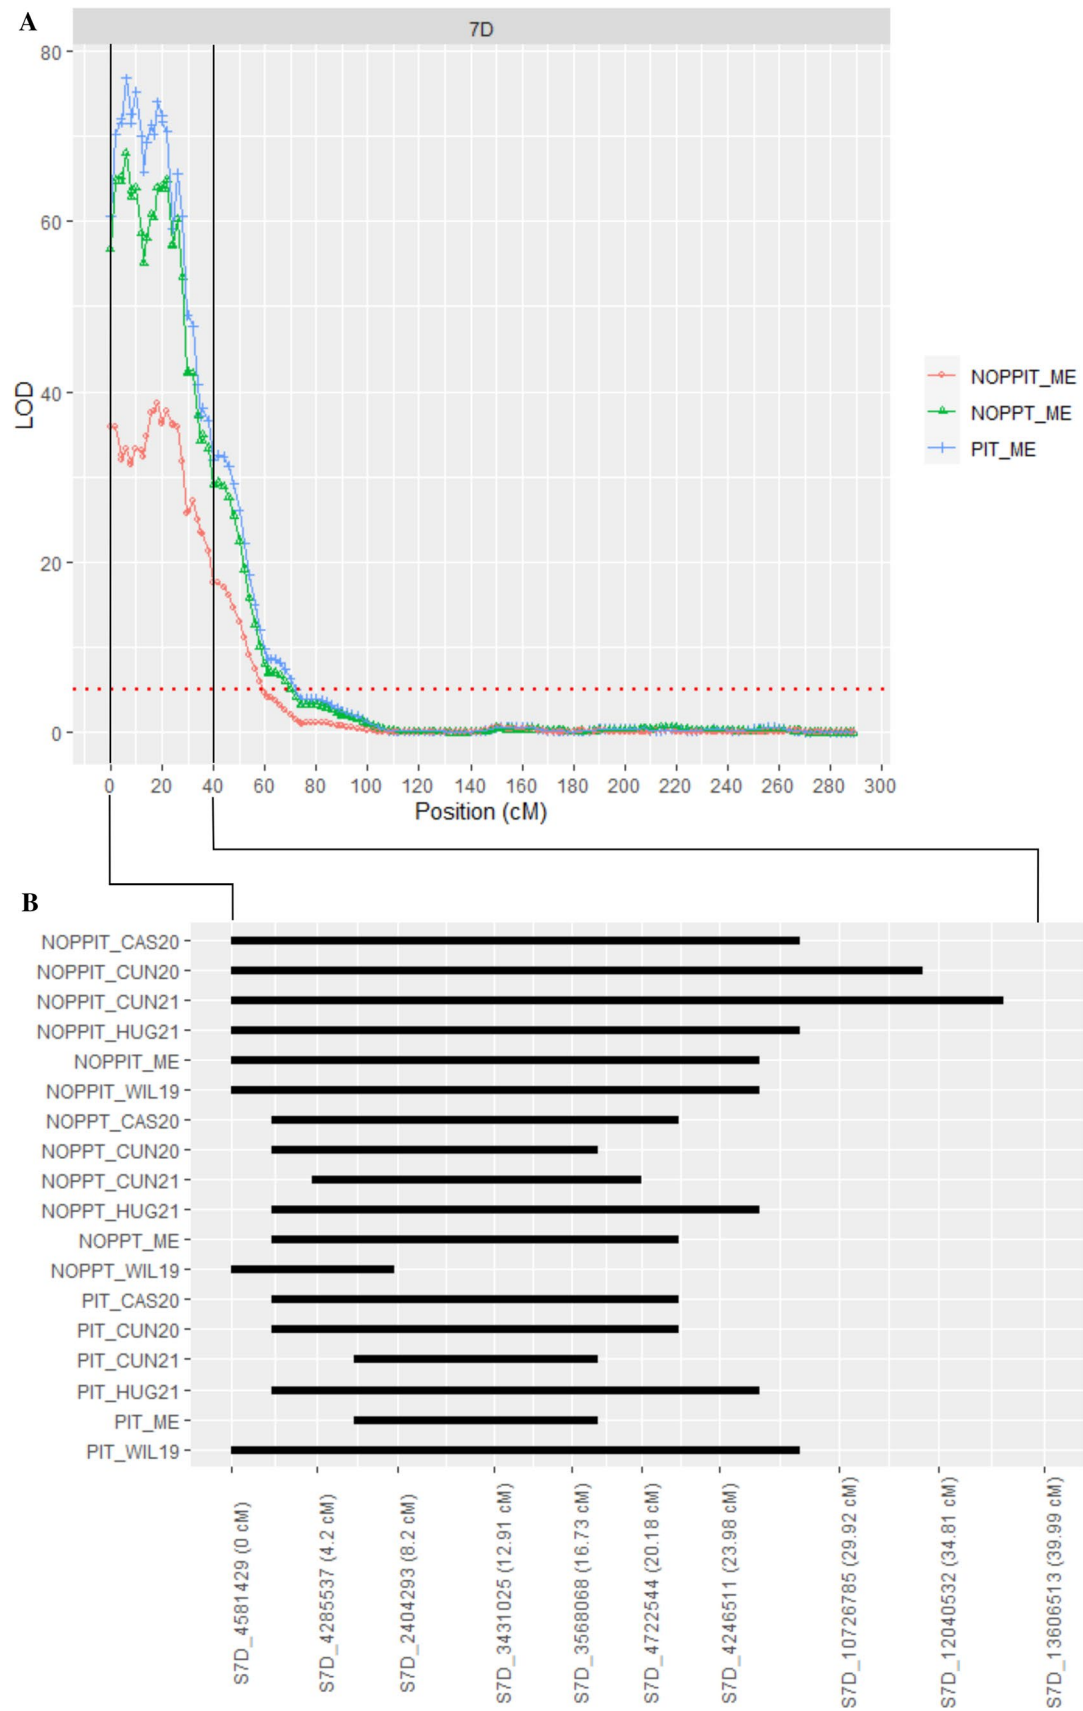 A
7D
80
60
40
20
0
LOD
0 20 40 60 80 100 120 140 160 180 200 220 240 260 280 300
Position (cM)
NOPPIT_ME
NOPPT_ME
PIT_ME
B
NOPPIT_CAS20
NOPPIT_CUN20
NOPPIT_CUN21
NOPPIT_HUG21
NOPPIT_ME
NOPPIT_WIL19
NOPPT_CAS20
NOPPT_CUN20
NOPPT_CUN21
NOPPT_HUG21
NOPPT_ME
NOPPT_WIL19
PIT_CAS20
PIT_CUN20
PIT_CUN21
PIT_HUG21
PIT_ME
PIT_WIL19
S7D_4581429 (0 cM)
S7D_4285537 (4.2 cM)
S7D_2404293 (8.2 cM)
S7D_3431025 (12.91 cM)
S7D_3568068 (16.73 cM)
S7D_4722544 (20.18 cM)
S7D_4246511 (23.98 cM)
S7D_10726785 (29.92 cM)
S7D_12040532 (34.81 cM)
S7D_13606513 (39.99 cM)